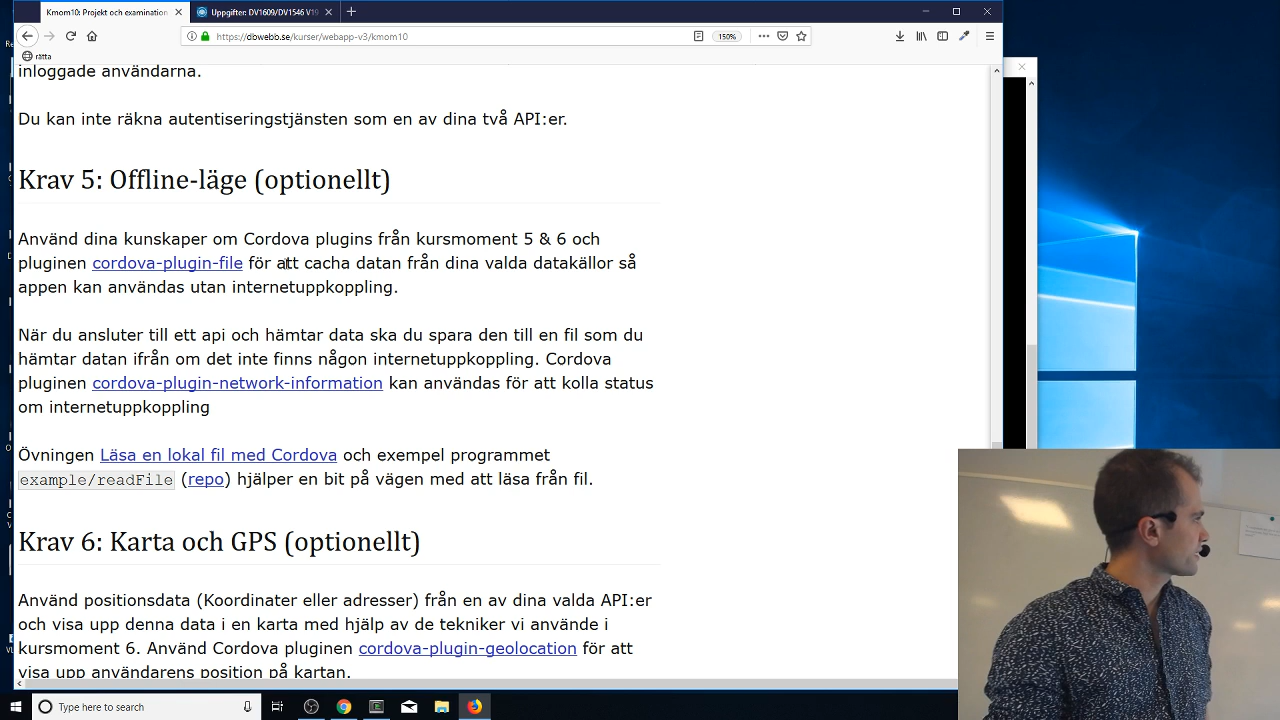 Kmom10: Projekt och examination
Uppgifter: DV1609/DV1546 V19
https://dbwebb.se/kurser/webapp-v3/kmom10
150%
rätta
inloggade användarna.
Du kan inte räkna autentiseringstjänsten som en av dina två API:er.
Krav 5: Offline-läge (optionellt)
Använd dina kunskaper om Cordova plugins från kursmoment 5 & 6 och
pluginen cordova-plugin-file för att cacha datan från dina valda datakällor så
appen kan användas utan internetuppkoppling.
När du ansluter till ett api och hämtar data ska du spara den till en fil som du
hämtar datan ifrån om det inte finns någon internetuppkoppling. Cordova
pluginen cordova-plugin-network-information kan användas för att kolla status
om internetuppkoppling
Övningen Läsa en lokal fil med Cordova och exempel programmet
example/readFile (repo) hjälper en bit på vägen med att läsa från fil.
Krav 6: Karta och GPS (optionellt)
Använd positionsdata (Koordinater eller adresser) från en av dina valda API:er
och visa upp denna data i en karta med hjälp av de tekniker vi använde i
kursmoment 6. Använd Cordova pluginen cordova-plugin-geolocation för att
visa upp användarens position på kartan.
Type here to search